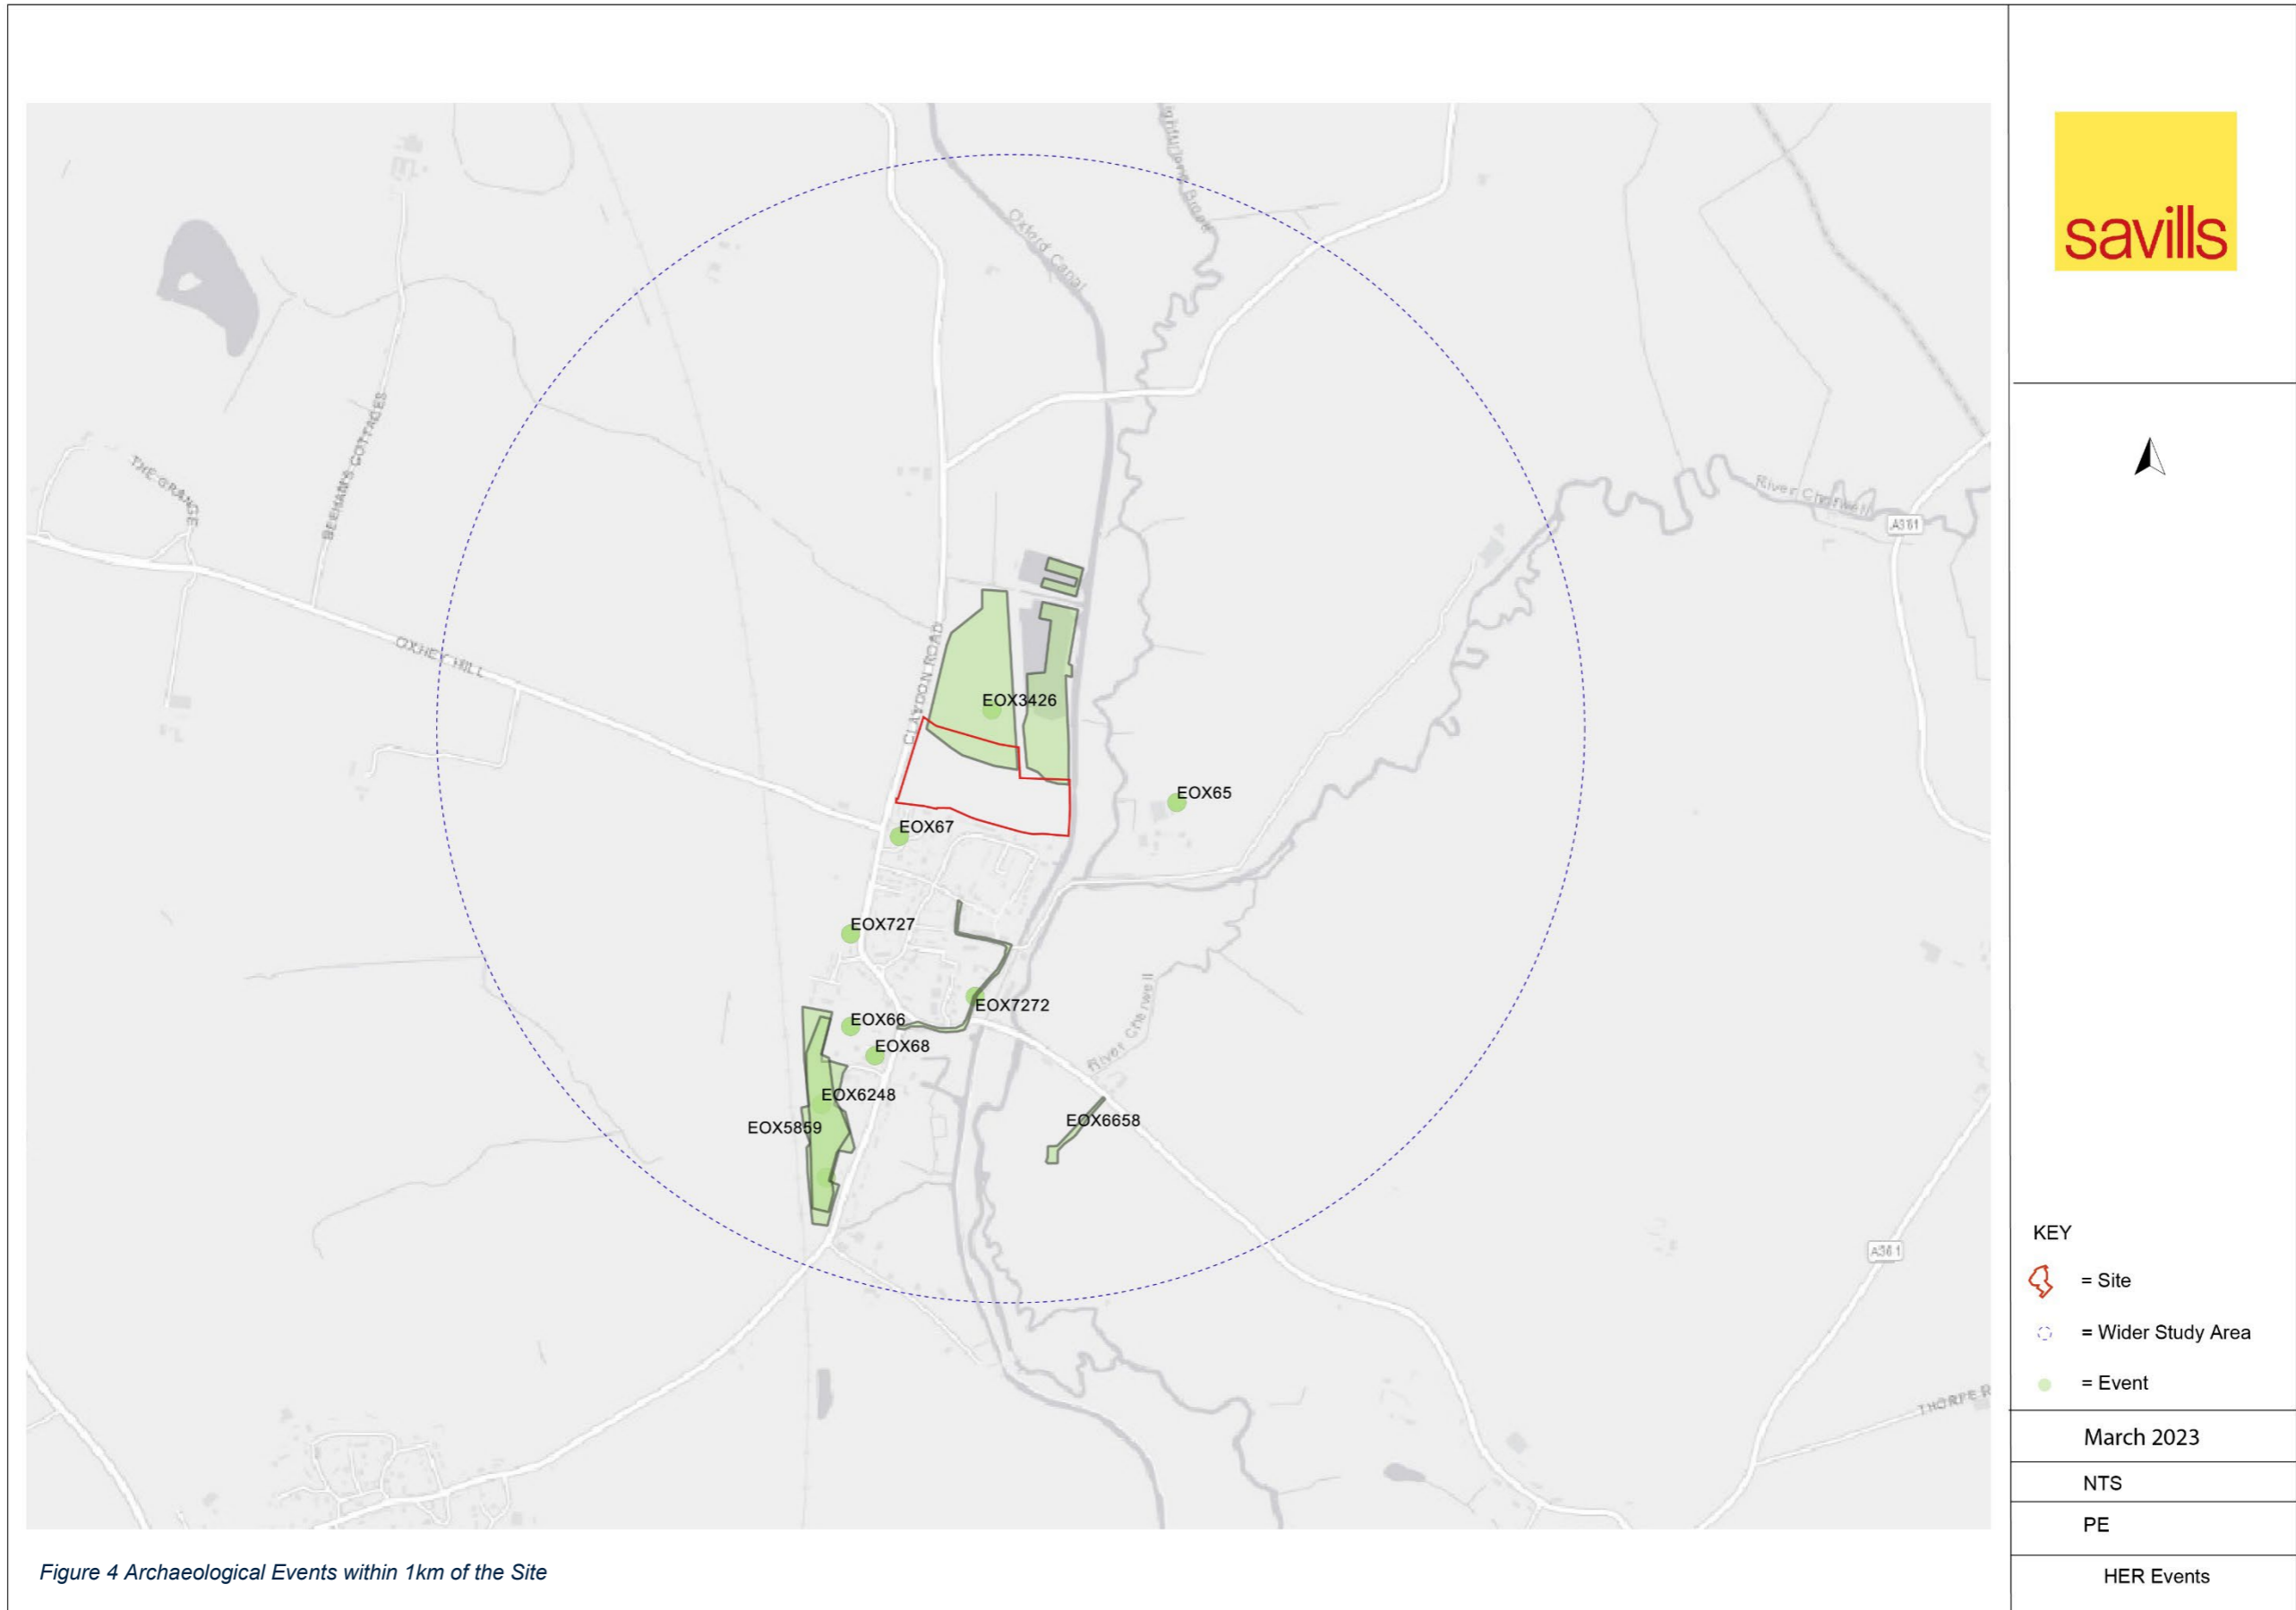 savills
Oxford Canal
BEEHAM'S COTTAGES
THE GRANGE
River Cherwell
A361
OXHEY HILL
CLAYDON ROAD
EOX3426
EOX65
EOX67
EOX727
EOX7272
River Cherwell
EOX66
EOX68
EOX6248
EOX6658
EOX5859
A361
KEY
= Site
= Wider Study Area
= Event
March 2023
NTS
PE
HER Events
Figure 4 Archaeological Events within 1km of the Site